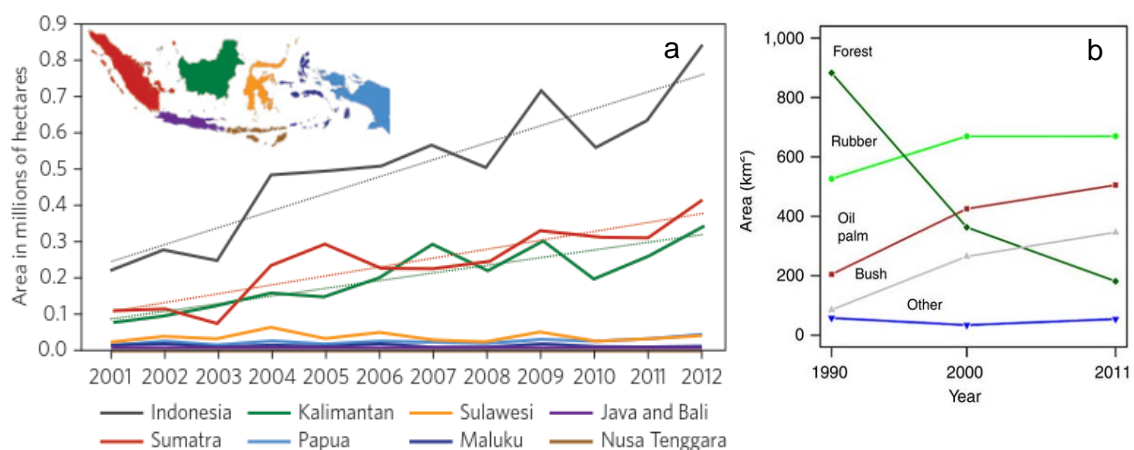 a
0.9
0.8
0.7
0.6
0.5
0.4
0.3
0.2
0.1
0.0
Area in millions of hectares
2001 2002 2003 2004 2005 2006 2007 2008 2009 2010 2011 2012
Indonesia Kalimantan Sulawesi Java and Bali
Sumatra Papua Maluku Nusa Tenggara
b
1,000
800
600
400
200
0
Area (km²)
Forest
Rubber
Oil
palm
Bush
Other
1990 2000 2011
Year